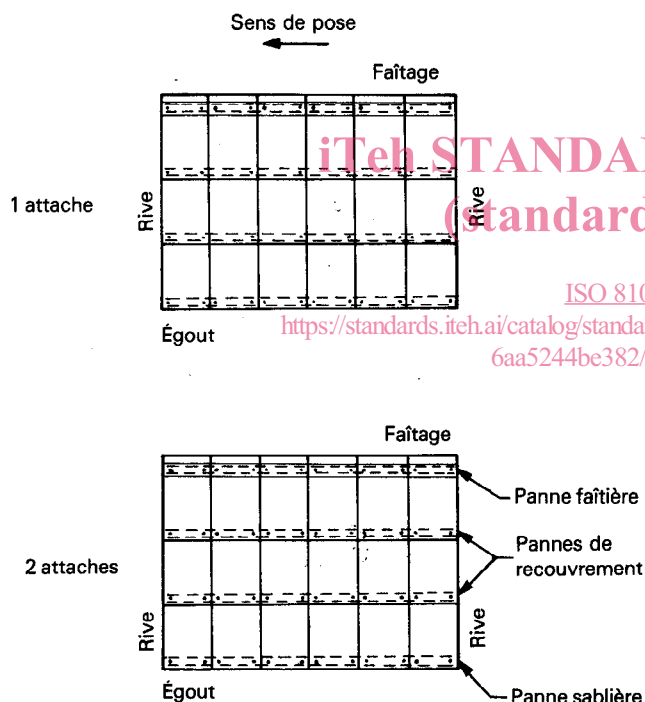 Sens de pose
Faîtage
iTeh STANDA
(standard
1 attache
Rive
Rive
ISO 810
https://standards.iteh.ai/catalog/standa
6aa5244be382/
Égout
Faîtage
Panne faîtière
Pannes de
recouvrement
2 attaches
Rive
Rive
Égout
Panne sablière